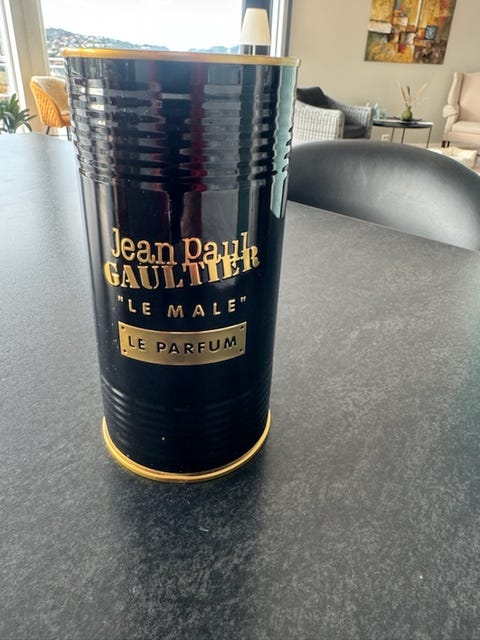 Jean Paul
GAULTIER
"LE MALE"
LE PARFUM